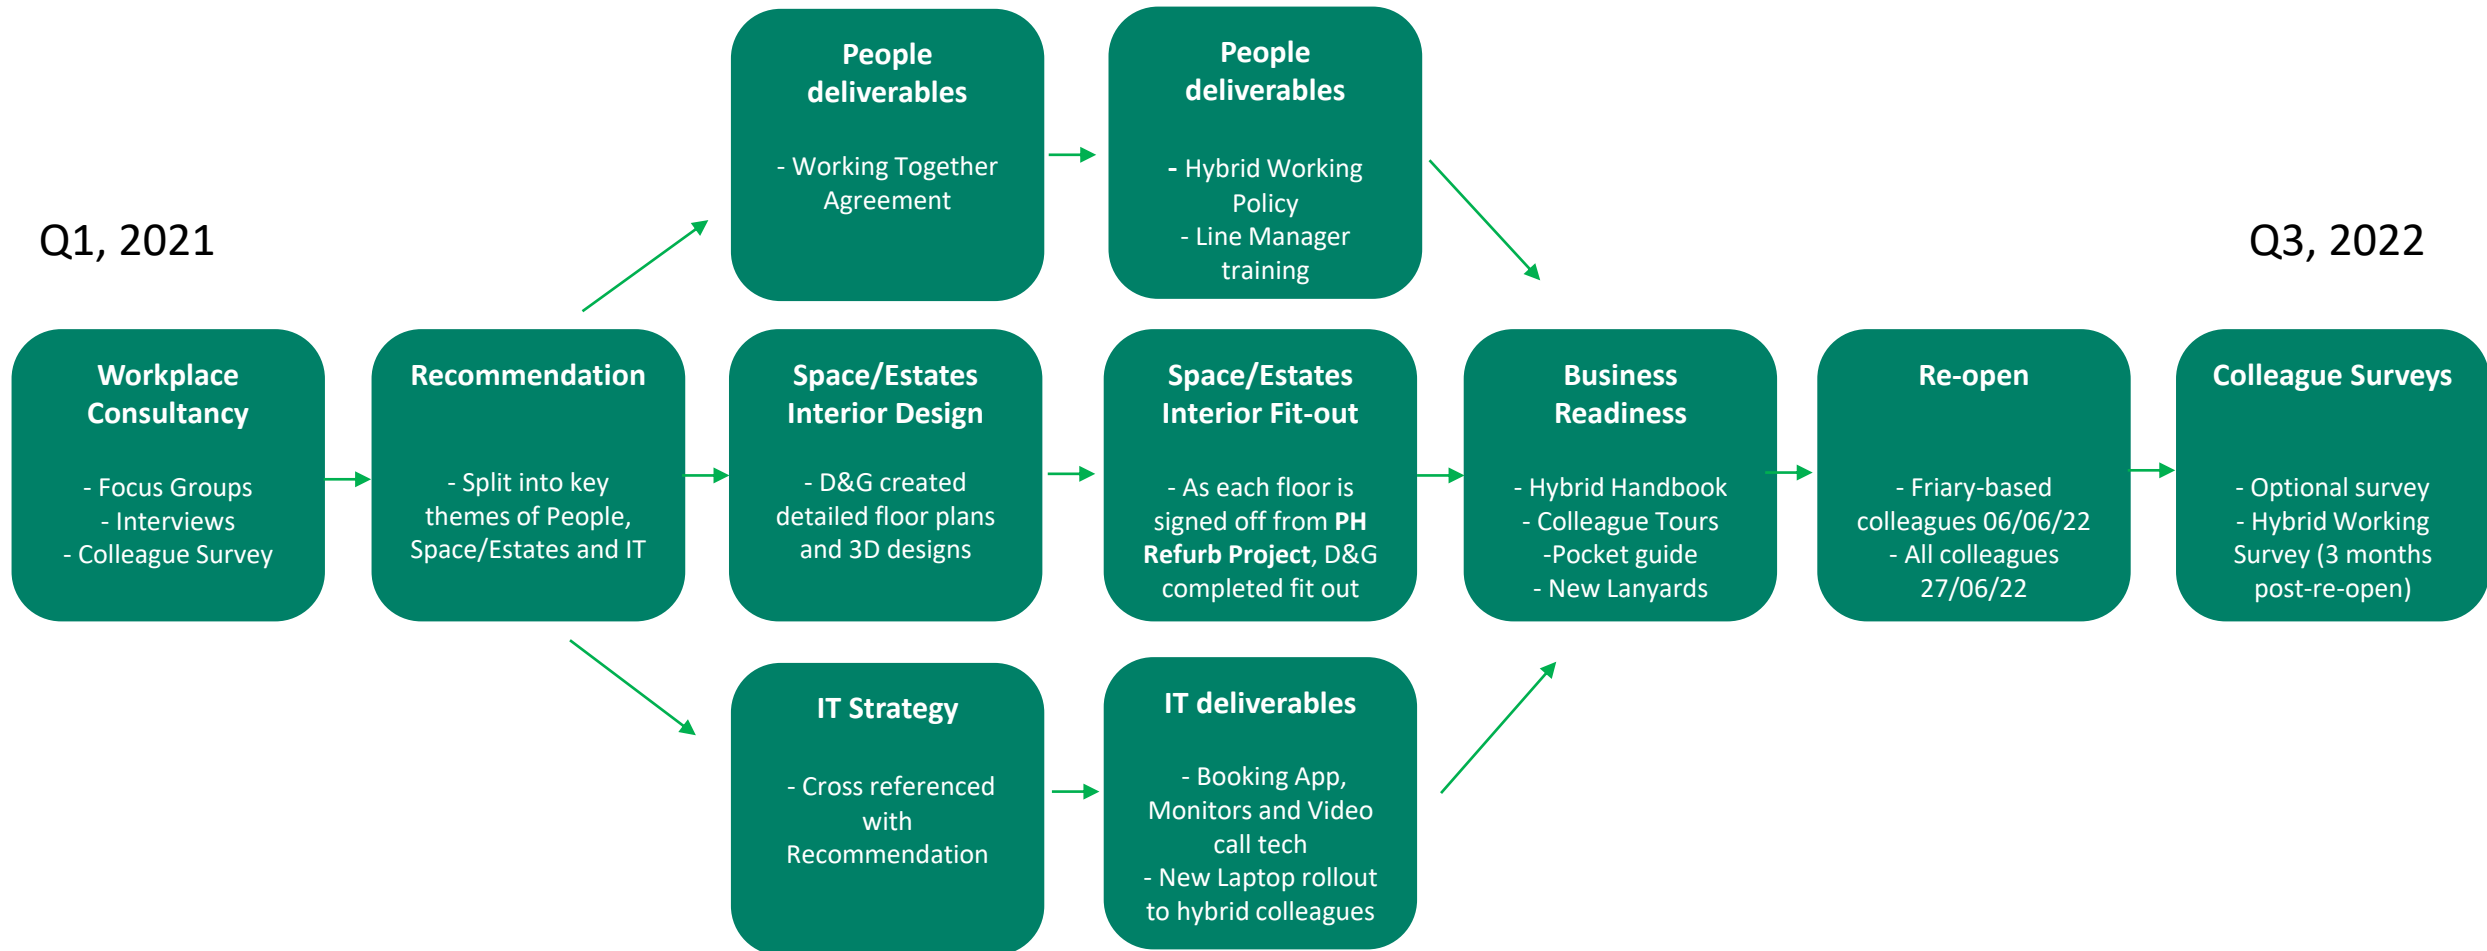 Q1, 2021
Q3, 2022
Workplace
Consultancy
- Focus Groups
- Interviews
- Colleague Survey
Recommendation
- Split into key
themes of People,
Space/Estates and IT
People
deliverables
- Working Together
Agreement
People
deliverables
- Hybrid Working
Policy
- Line Manager
training
Space/Estates
Interior Design
- D&G created
detailed floor plans
and 3D designs
Space/Estates
Interior Fit-out
- As each floor is
signed off from PH
Refurb Project, D&G
completed fit out
IT Strategy
- Cross referenced
with
Recommendation
IT deliverables
- Booking App,
Monitors and Video
call tech
- New Laptop rollout
to hybrid colleagues
Business
Readiness
- Hybrid Handbook
- Colleague Tours
-Pocket guide
- New Lanyards
Re-open
- Friary-based
colleagues 06/06/22
- All colleagues
27/06/22
Colleague Surveys
- Optional survey
- Hybrid Working
Survey (3 months
post-re-open)